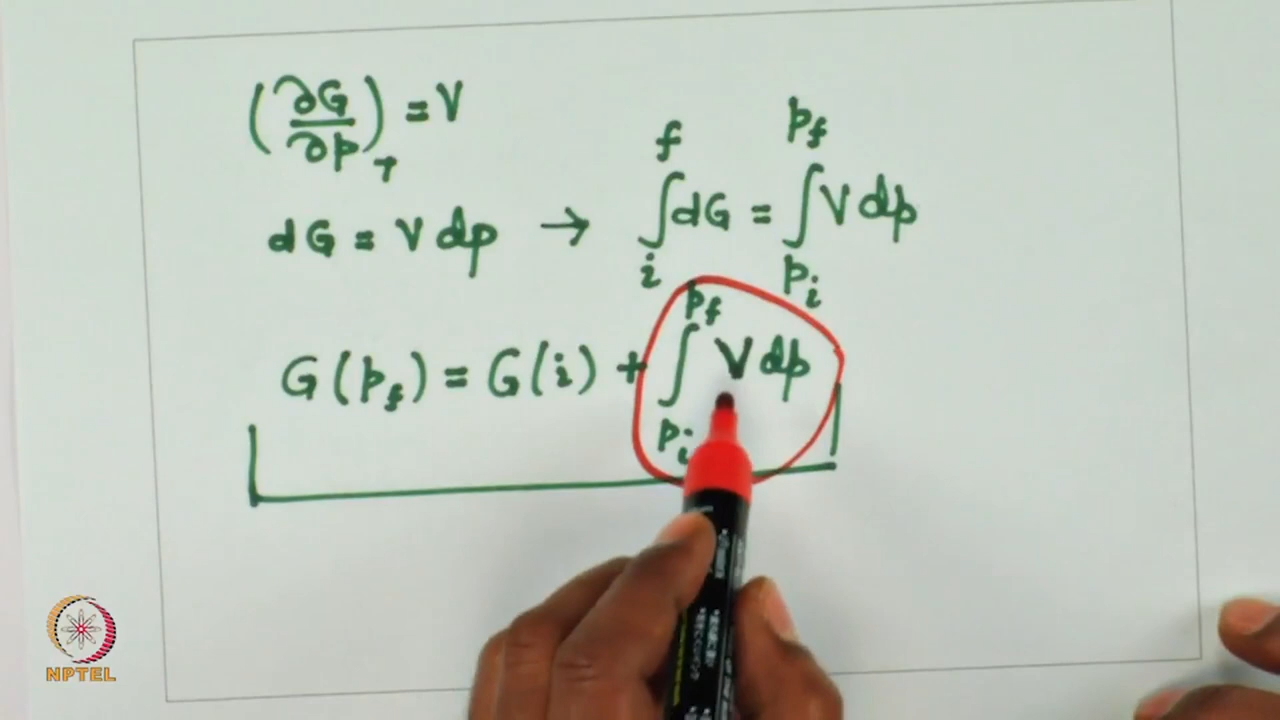 (∂G/∂p)_T = V
dG = V dp → ∫_i^f dG = ∫_{p_i}^{p_f} V dp
G(p_f) = G(i) + ∫_{p_i}^{p_f} V dp
NPTEL